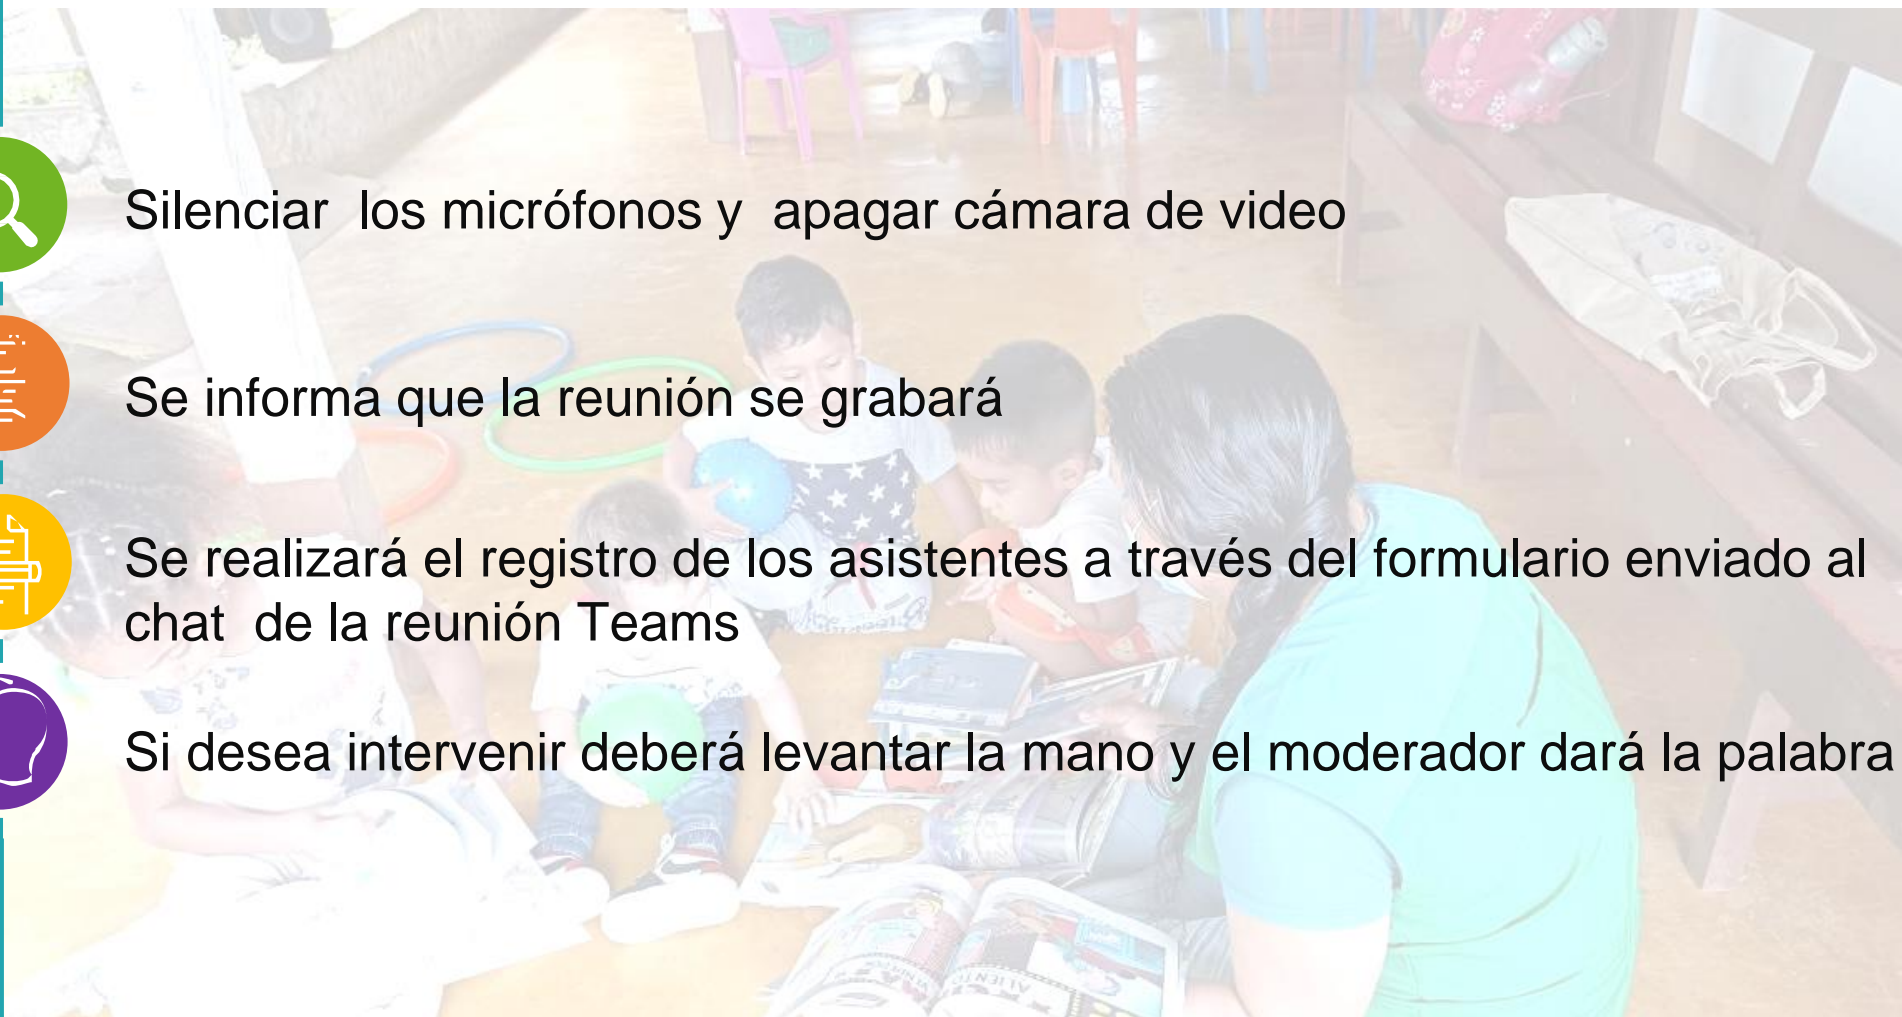 Silenciar  los micrófonos y  apagar cámara de video
Se informa que la reunión se grabará
Se realizará el registro de los asistentes a través del formulario enviado al
chat  de la reunión Teams
Si desea intervenir deberá levantar la mano y el moderador dará la palabra